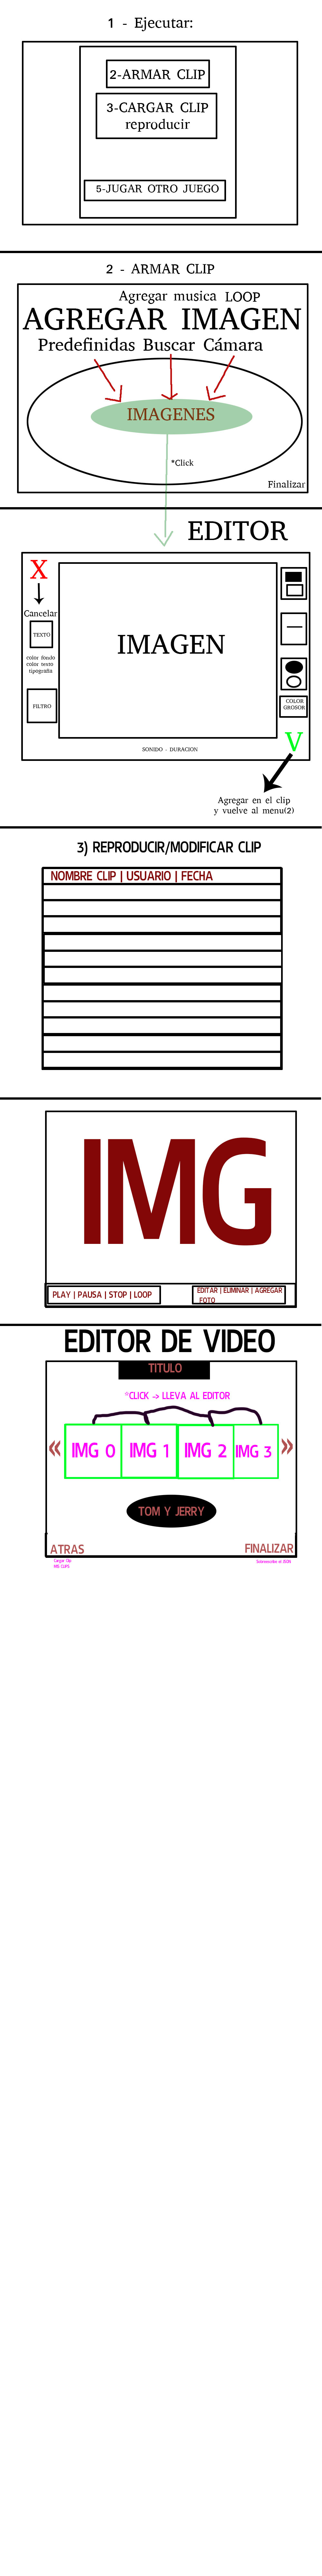 1 - Ejecutar:
2-ARMAR CLIP
3-CARGAR CLIP
reproducir
5-JUGAR OTRO JUEGO
2 - ARMAR CLIP
Agregar musica LOOP
AGREGAR IMAGEN
Predefinidas Buscar Cámara
IMAGENES
*Click
Finalizar
EDITOR
X
Cancelar
TEXTO
color fondo
color texto
tipografia
FILTRO
IMAGEN
COLOR
GROSOR
SONIDO - DURACION
V
Agregar en el clip
y vuelve al menu(2)
3) REPRODUCIR/MODIFICAR CLIP
NOMBRE CLIP | USUARIO | FECHA
IMG
PLAY | PAUSA | STOP | LOOP
EDITAR | ELIMINAR | AGREGAR
FOTO
EDITOR DE VIDEO
TITULO
*CLICK -> LLEVA AL EDITOR
« IMG 0 IMG 1 IMG 2 IMG 3 »
TOM Y JERRY
ATRAS
FINALIZAR
Cargar Clip
MIS CLIPS
Sobreescribe el JSON